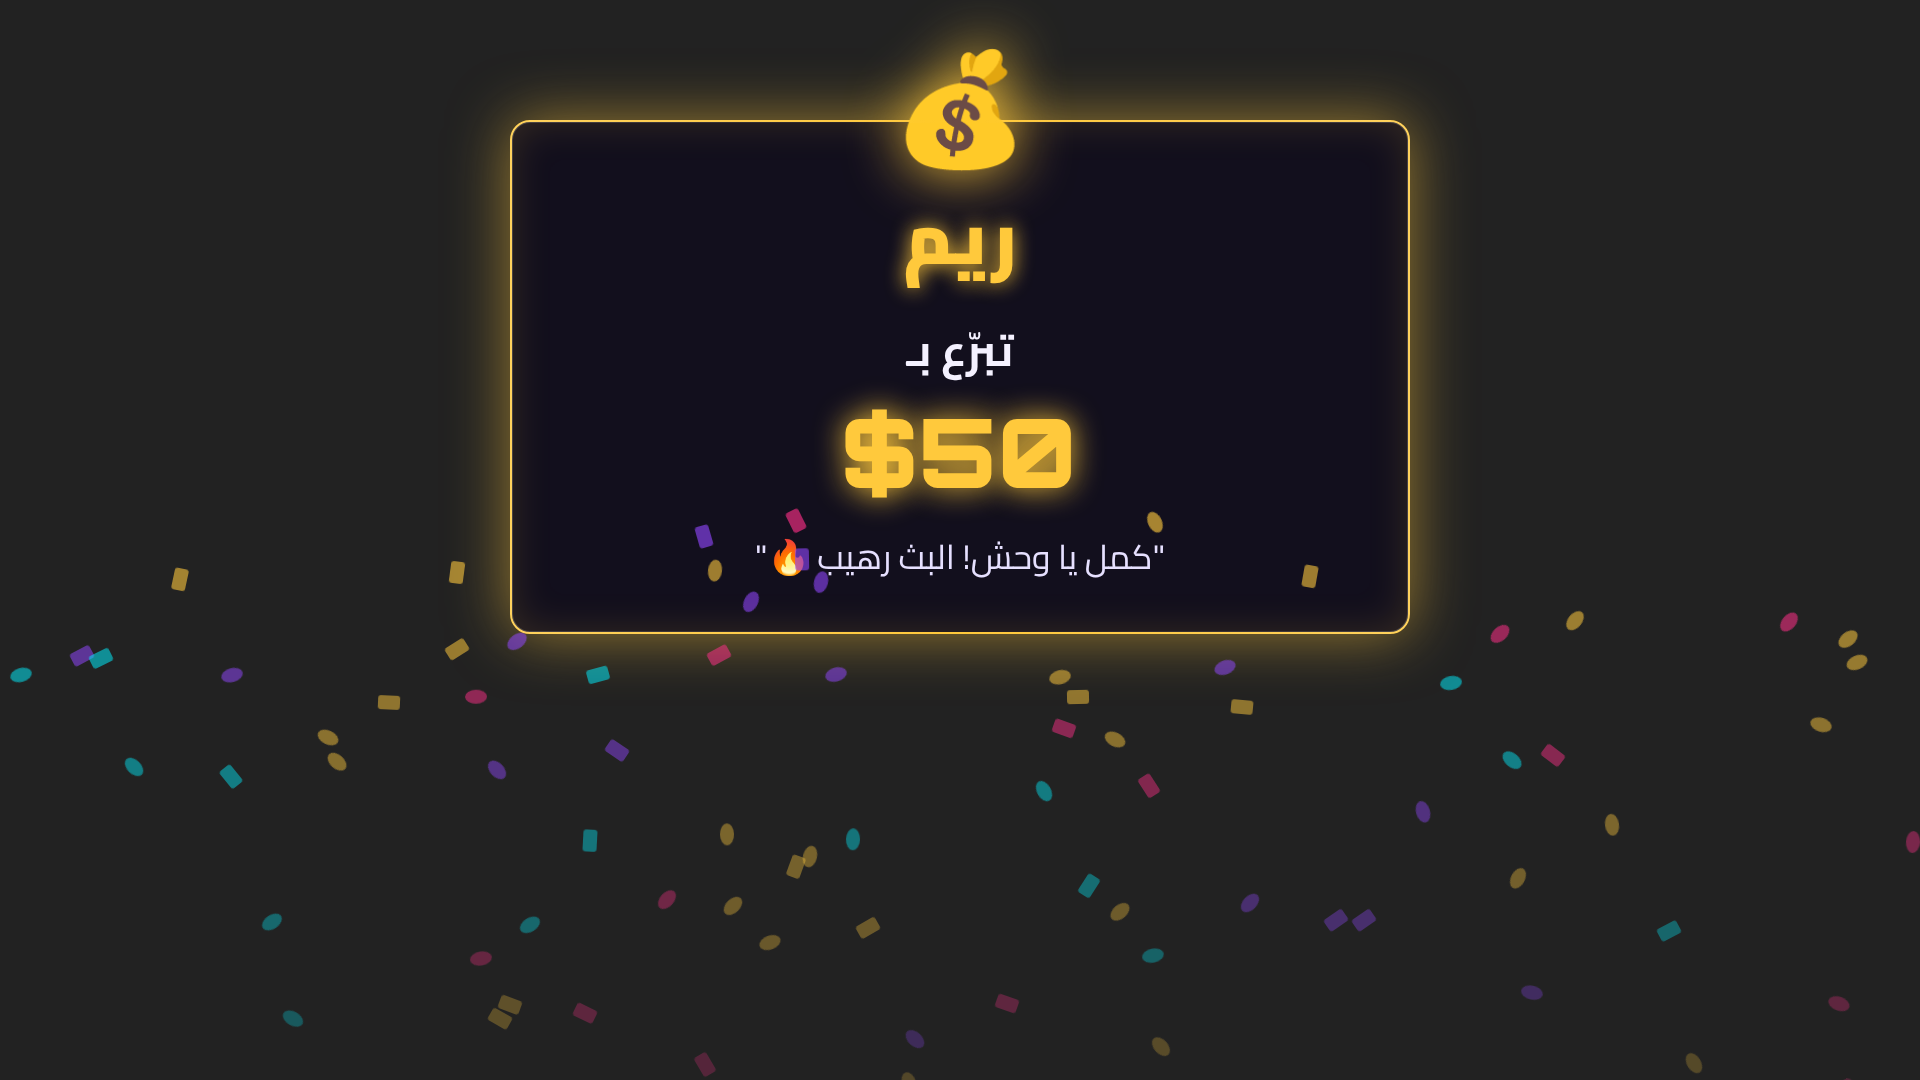 ريم
تبرّع بـ
$50
"كمل يا وحش! البث رهيب 🔥"